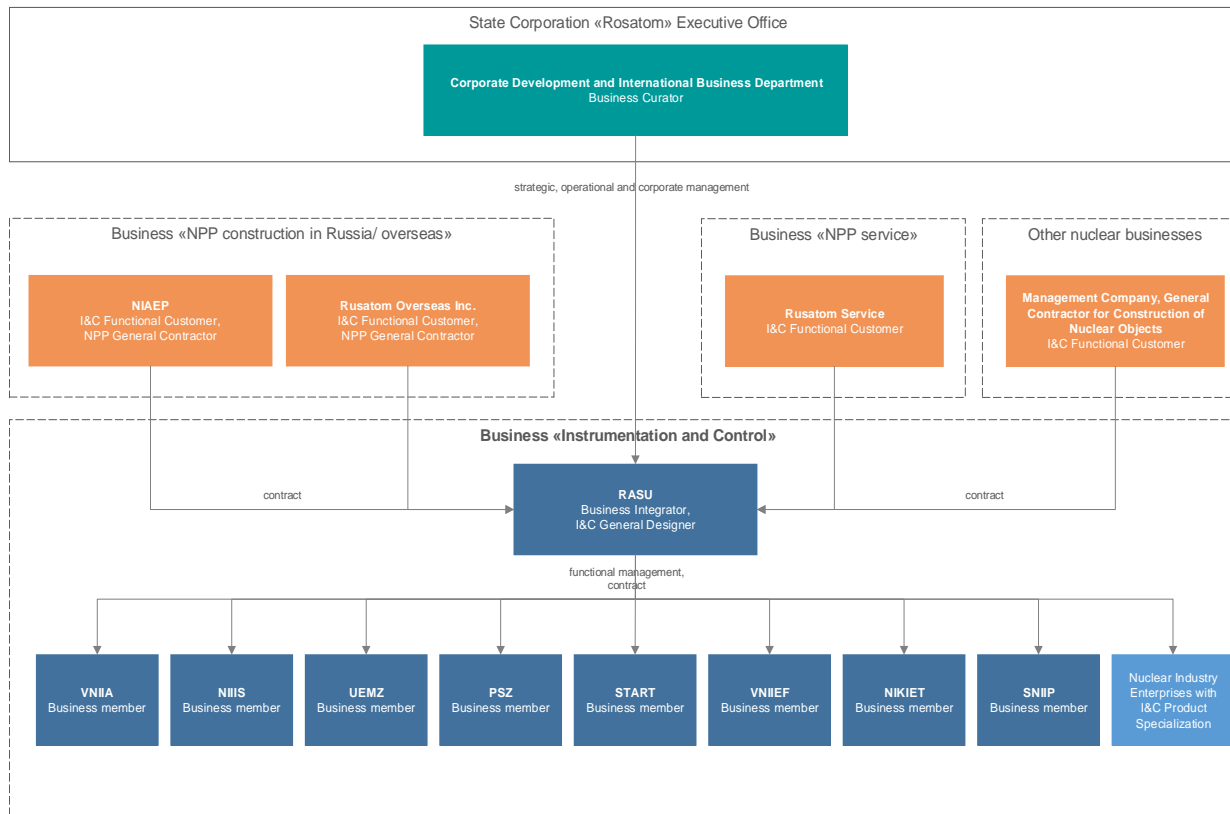 State Corporation «Rosatom» Executive Office
Corporate Development and International Business Department
Business Curator
strategic, operational and corporate management
Business «NPP construction in Russia/ overseas»
NIAEP
I&C Functional Customer,
NPP General Contractor
Rusatom Overseas Inc.
I&C Functional Customer,
NPP General Contractor
Business «NPP service»
Rusatom Service
I&C Functional Customer
Other nuclear businesses
Management Company, General
Contractor for Construction of
Nuclear Objects
I&C Functional Customer
Business «Instrumentation and Control»
contract
RASU
Business Integrator,
I&C General Designer
contract
functional management,
contract
VNIIA
Business member
NIIIS
Business member
UEMZ
Business member
PSZ
Business member
START
Business member
VNIIEF
Business member
NIKIET
Business member
SNIIP
Business member
Nuclear Industry
Enterprises with
I&C Product
Specialization